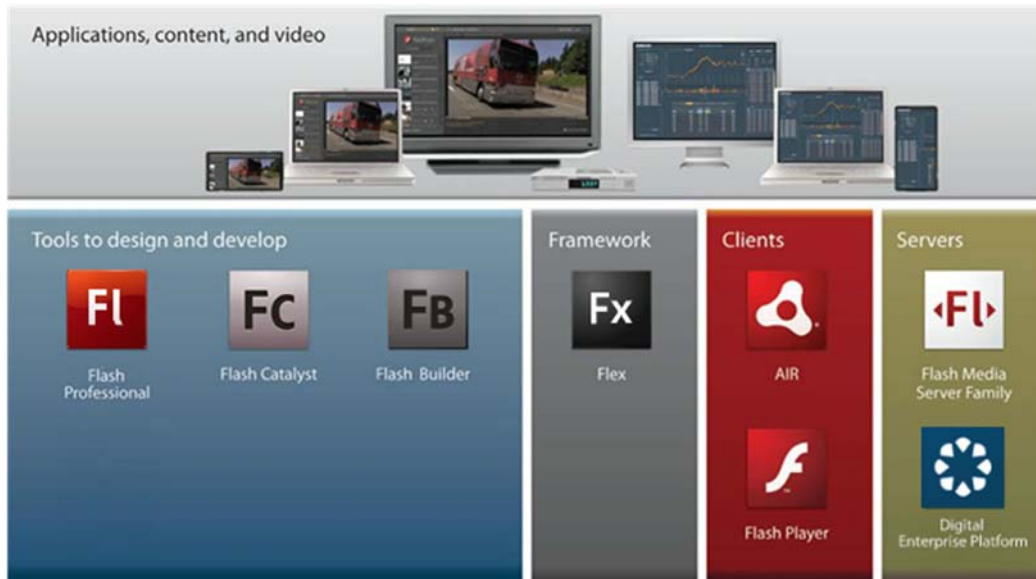 Applications, content, and video
Tools to design and develop
Fl
Flash
Professional
Fc
Flash Catalyst
FB
Flash Builder
Framework
Fx
Flex
Clients
AIR
Flash Player
Servers
Fl
Flash Media
Server Family
Digital
Enterprise Platform